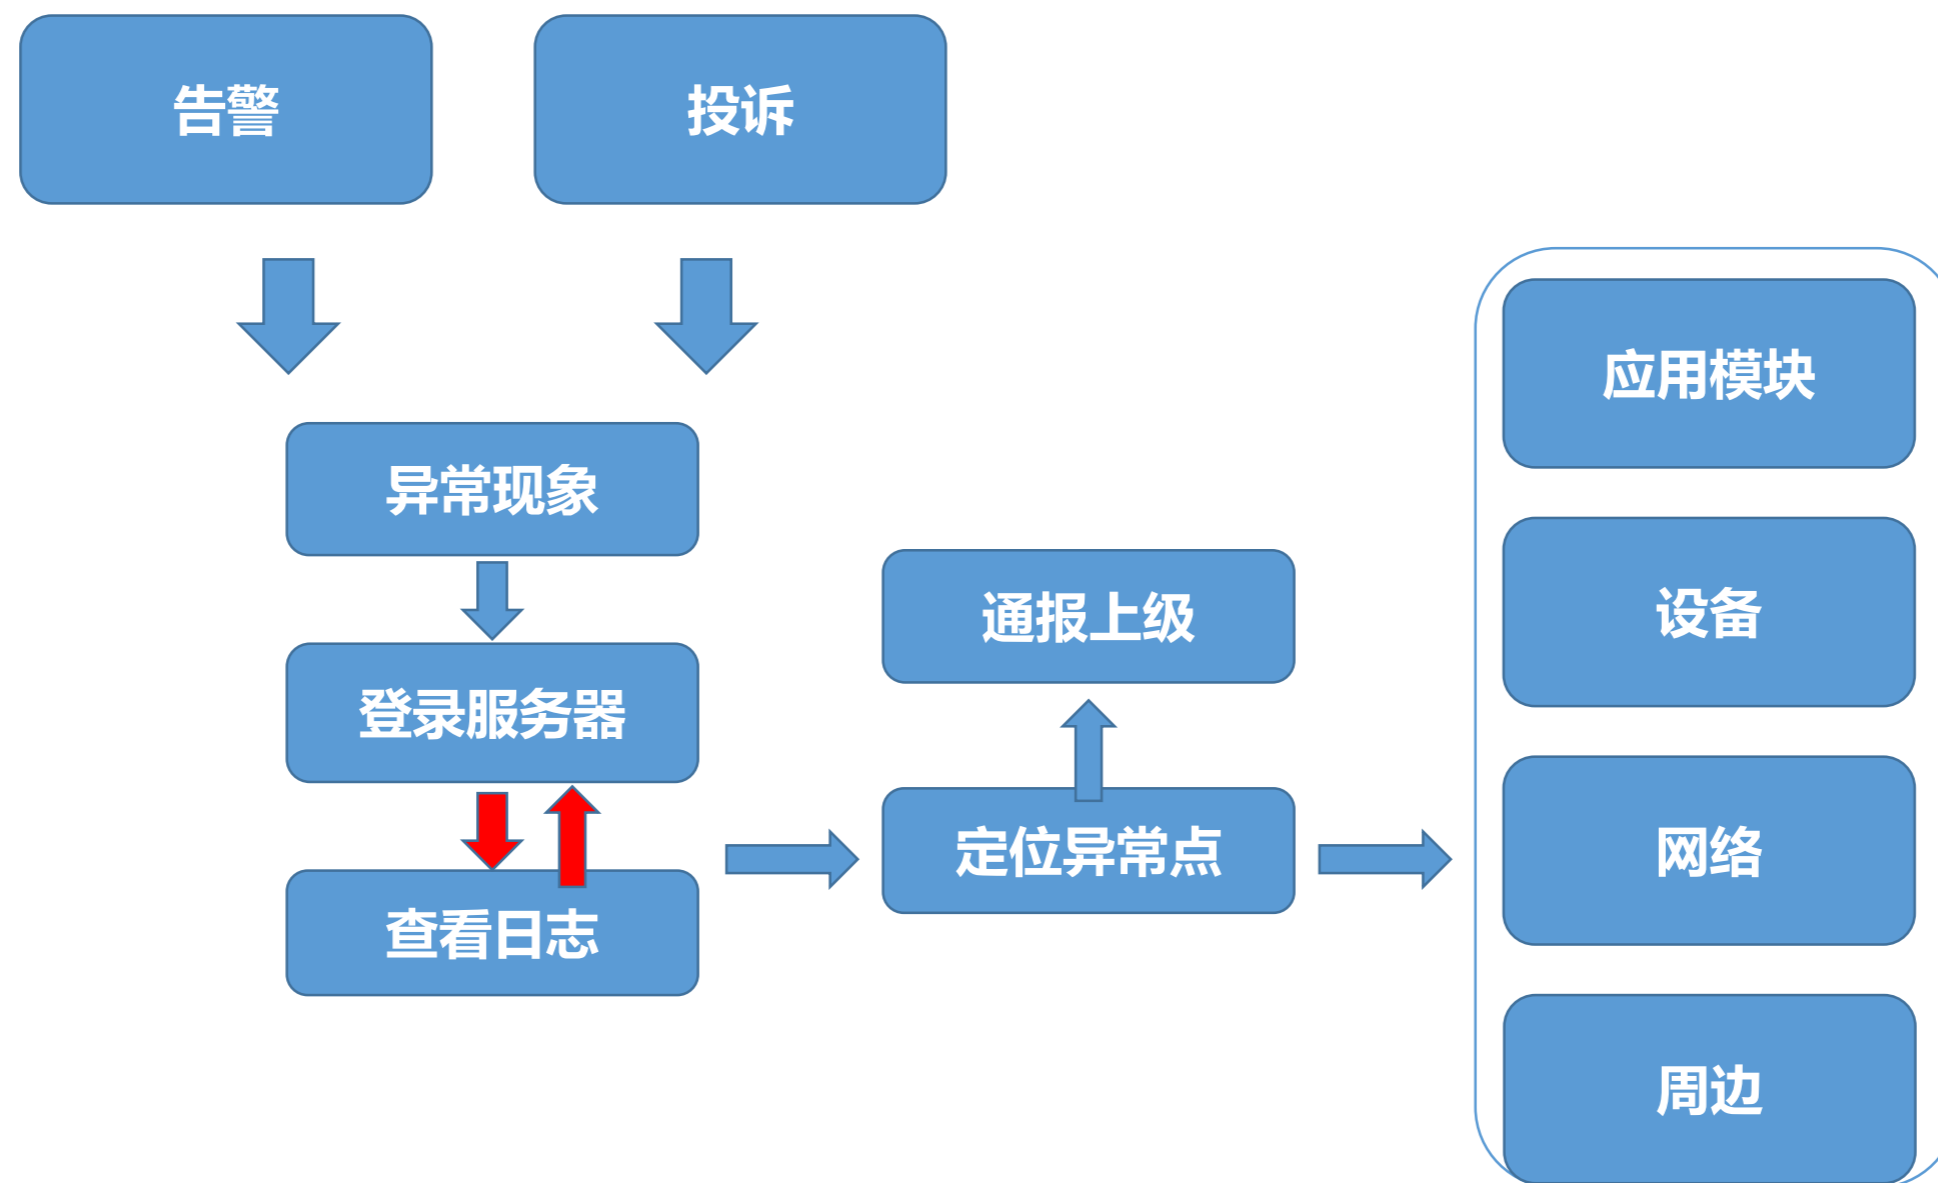 告警
投诉
异常现象
登录服务器
查看日志
通报上级
定位异常点
应用模块
设备
网络
周边